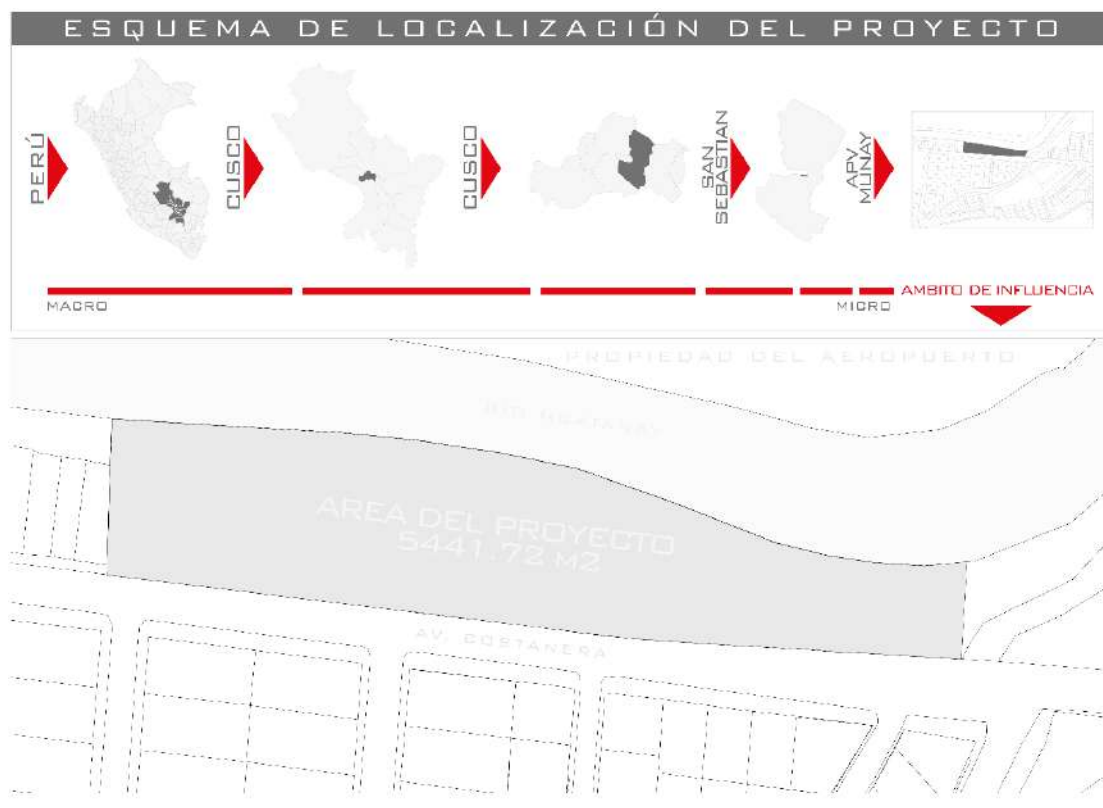 ESQUEMA DE LOCALIZACIÓN DEL PROYECTO
PERÚ
CUSCO
CUSCO
SAN
SEBASTIAN
APV
MUNAY
MACRO
MICRO
AMBITO DE INFLUENCIA
PROPIEDAD DEL AEROPUERTO
AREA DEL PROYECTO
5441.72 M2
AV. COSTANERA